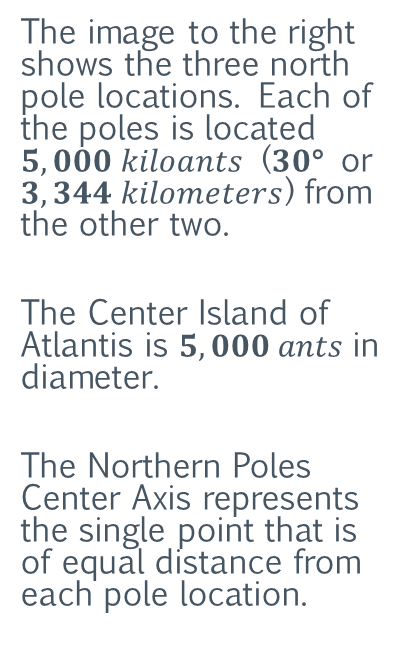 The image to the right
shows the three north
pole locations. Each of
the poles is located
5,000 kiloants (30° or
3,344 kilometers) from
the other two.
The Center Island of
Atlantis is 5,000 ants in
diameter.
The Northern Poles
Center Axis represents
the single point that is
of equal distance from
each pole location.